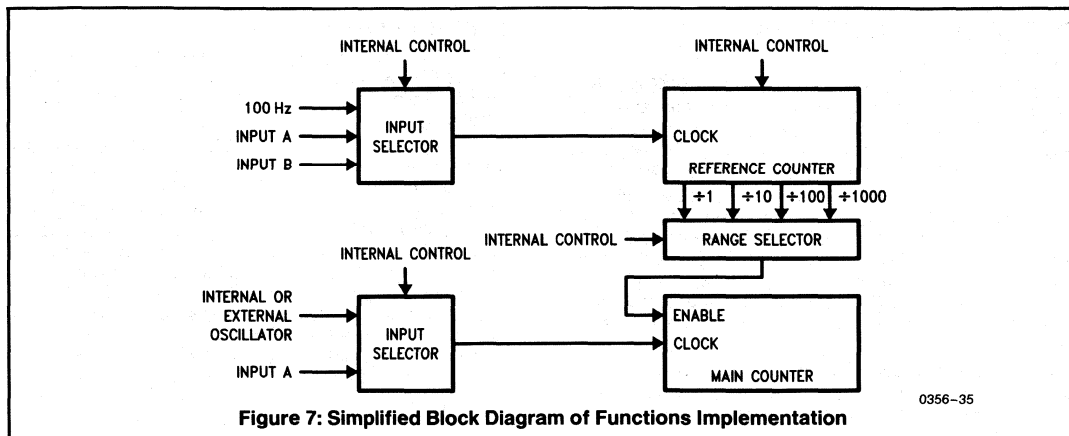 INTERNAL CONTROL
INTERNAL CONTROL
100 Hz
INPUT A
INPUT B
INPUT
SELECTOR
CLOCK
REFERENCE COUNTER
÷1 ÷10 ÷100 ÷1000
INTERNAL CONTROL
RANGE SELECTOR
INTERNAL CONTROL
INTERNAL OR
EXTERNAL
OSCILLATOR
INPUT A
INPUT
SELECTOR
ENABLE
CLOCK
MAIN COUNTER
0356–35
Figure 7: Simplified Block Diagram of Functions Implementation